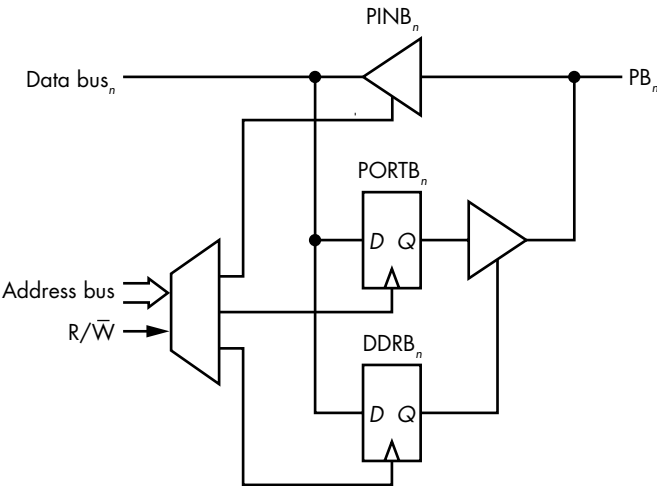 PINBₙ
Data busₙ
PBₙ
PORTBₙ
D Q
Address bus
R/W̅
DDRBₙ
D Q